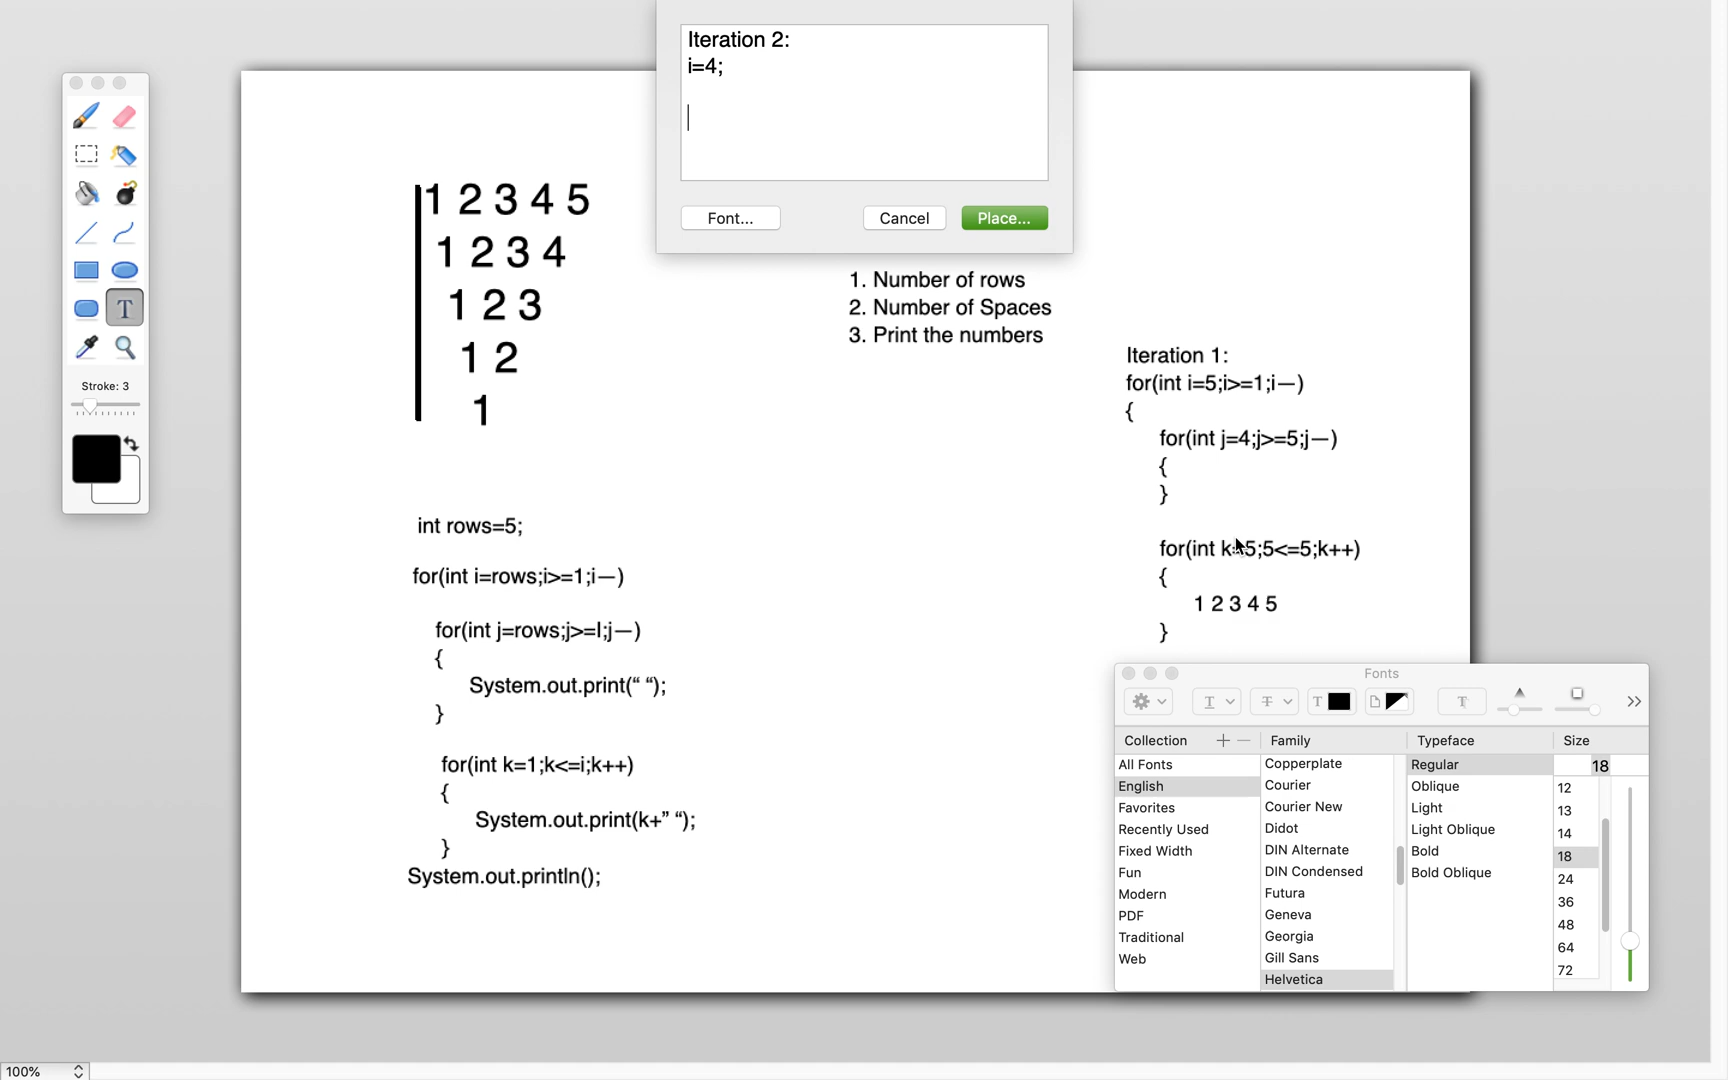 Iteration 2:
i=4;
Font...
Cancel
Place...
Stroke: 3
1 2 3 4 5
1 2 3 4
1 2 3
1 2
1
1. Number of rows
2. Number of Spaces
3. Print the numbers
int rows=5;
for(int i=rows;i>=1;i—)
for(int j=rows;j>=I;j—)
{
System.out.print(“ “);
}
for(int k=1;k<=i;k++)
{
System.out.print(k+” “);
}
System.out.println();
Iteration 1:
for(int i=5;i>=1;i—)
{
for(int j=4;j>=5;j—)
{
}
for(int k=5;5<=5;k++)
{
1 2 3 4 5
}
Fonts
T
T
T
T
Collection
Family
Typeface
Size
All Fonts
English
Favorites
Recently Used
Fixed Width
Fun
Modern
PDF
Traditional
Web
Copperplate
Courier
Courier New
Didot
DIN Alternate
DIN Condensed
Futura
Geneva
Georgia
Gill Sans
Helvetica
Regular
Oblique
Light
Light Oblique
Bold
Bold Oblique
18
12
13
14
18
24
36
48
64
72
100%